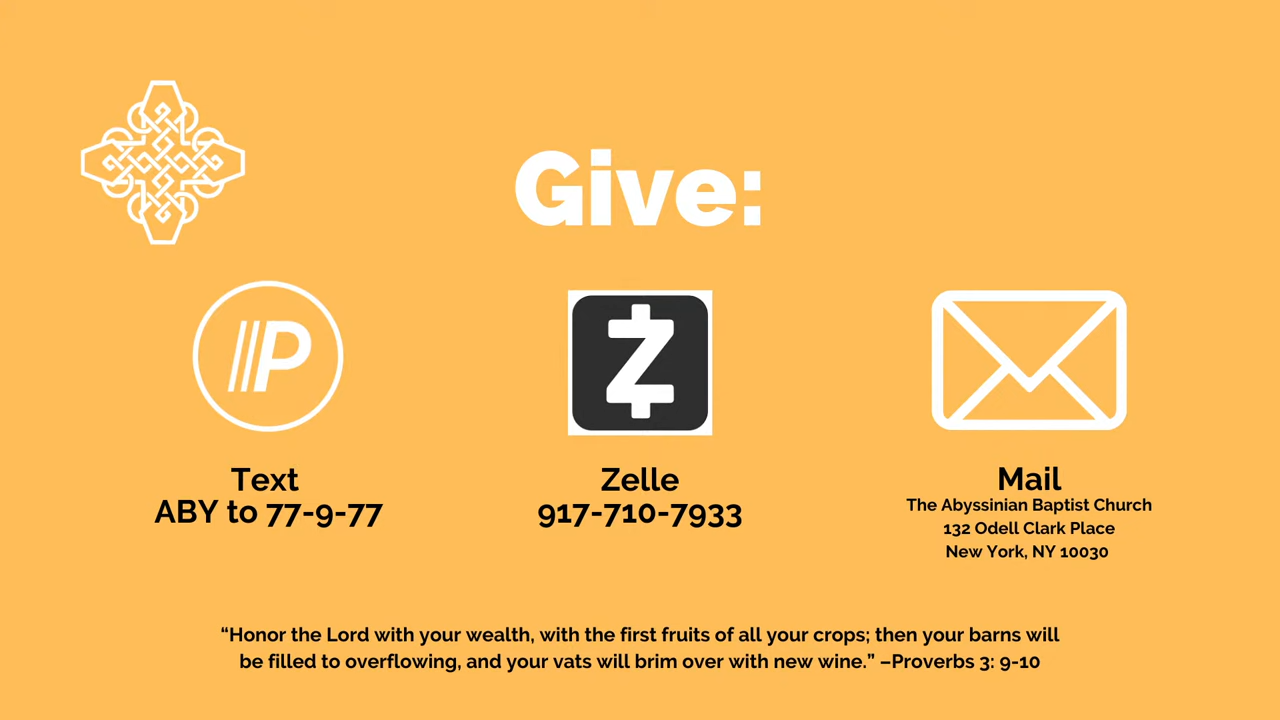 Give:
P
Z
Text
ABY to 77-9-77
Zelle
917-710-7933
Mail
The Abyssinian Baptist Church
132 Odell Clark Place
New York, NY 10030
“Honor the Lord with your wealth, with the first fruits of all your crops; then your barns will
be filled to overflowing, and your vats will brim over with new wine.” –Proverbs 3: 9-10